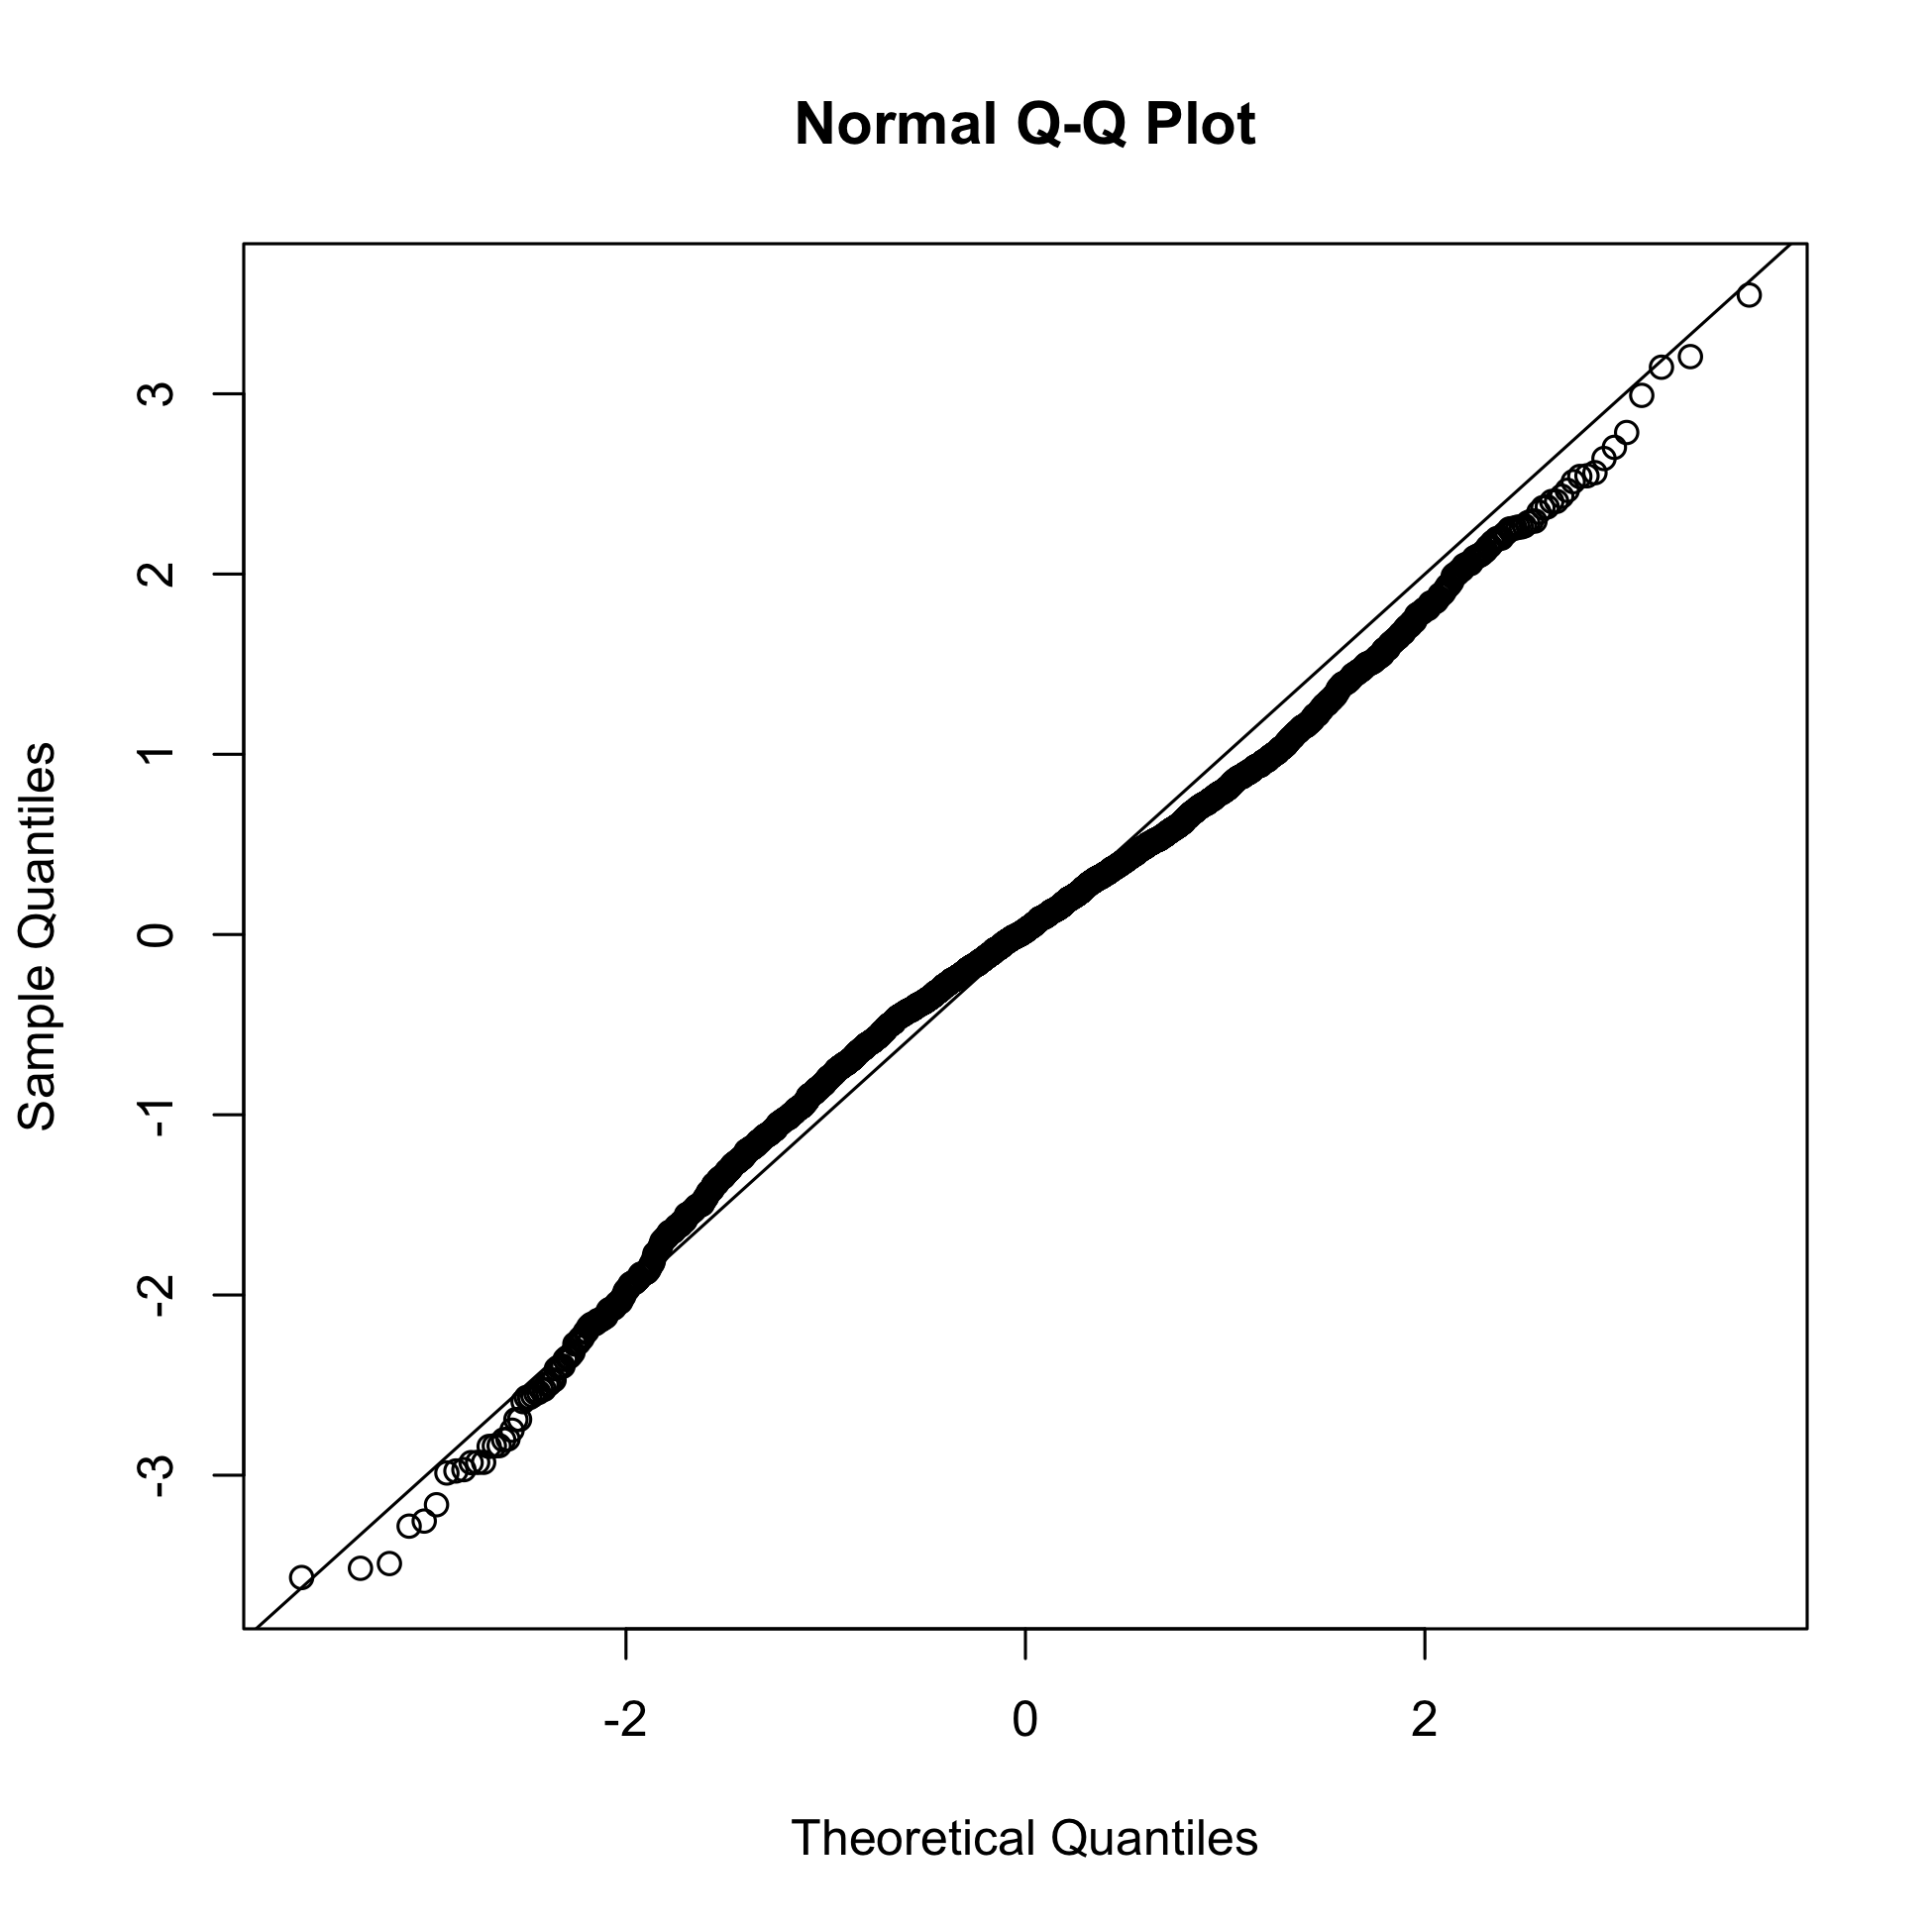 Normal Q-Q Plot
Sample Quantiles
3
2
1
0
-1
-2
-3
-2 0 2
Theoretical Quantiles